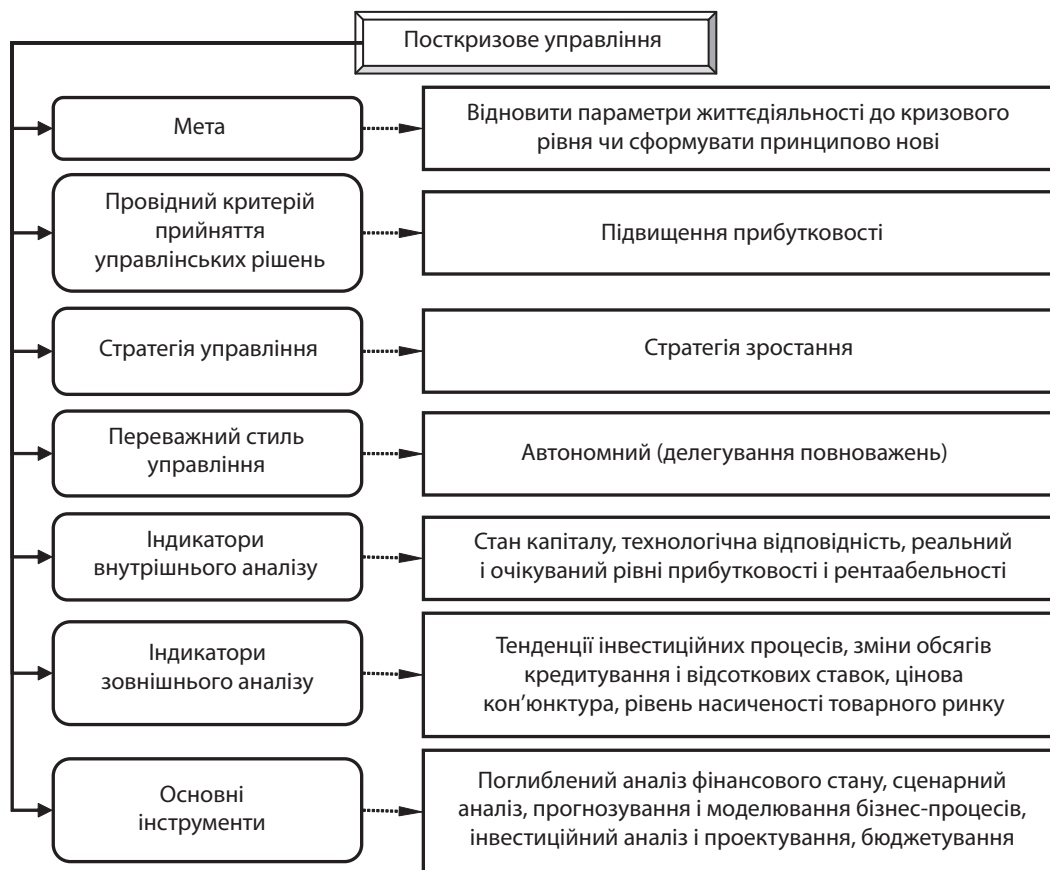 Посткризове управління
Мета
Відновити параметри життєдіяльності до кризового
рівня чи сформувати принципово нові
Провідний критерій
прийняття
управлінських рішень
Підвищення прибутковості
Стратегія управління
Стратегія зростання
Переважний стиль
управління
Автономний (делегування повноважень)
Індикатори
внутрішнього аналізу
Стан капіталу, технологічна відповідність, реальний
і очікуваний рівні прибутковості і рентаабельності
Індикатори
зовнішнього аналізу
Тенденції інвестиційних процесів, зміни обсягів
кредитування і відсоткових ставок, цінова
кон’юнктура, рівень насиченості товарного ринку
Основні
інструменти
Поглиблений аналіз фінансового стану, сценарний
аналіз, прогнозування і моделювання бізнес-процесів,
інвестиційний аналіз і проектування, бюджетування